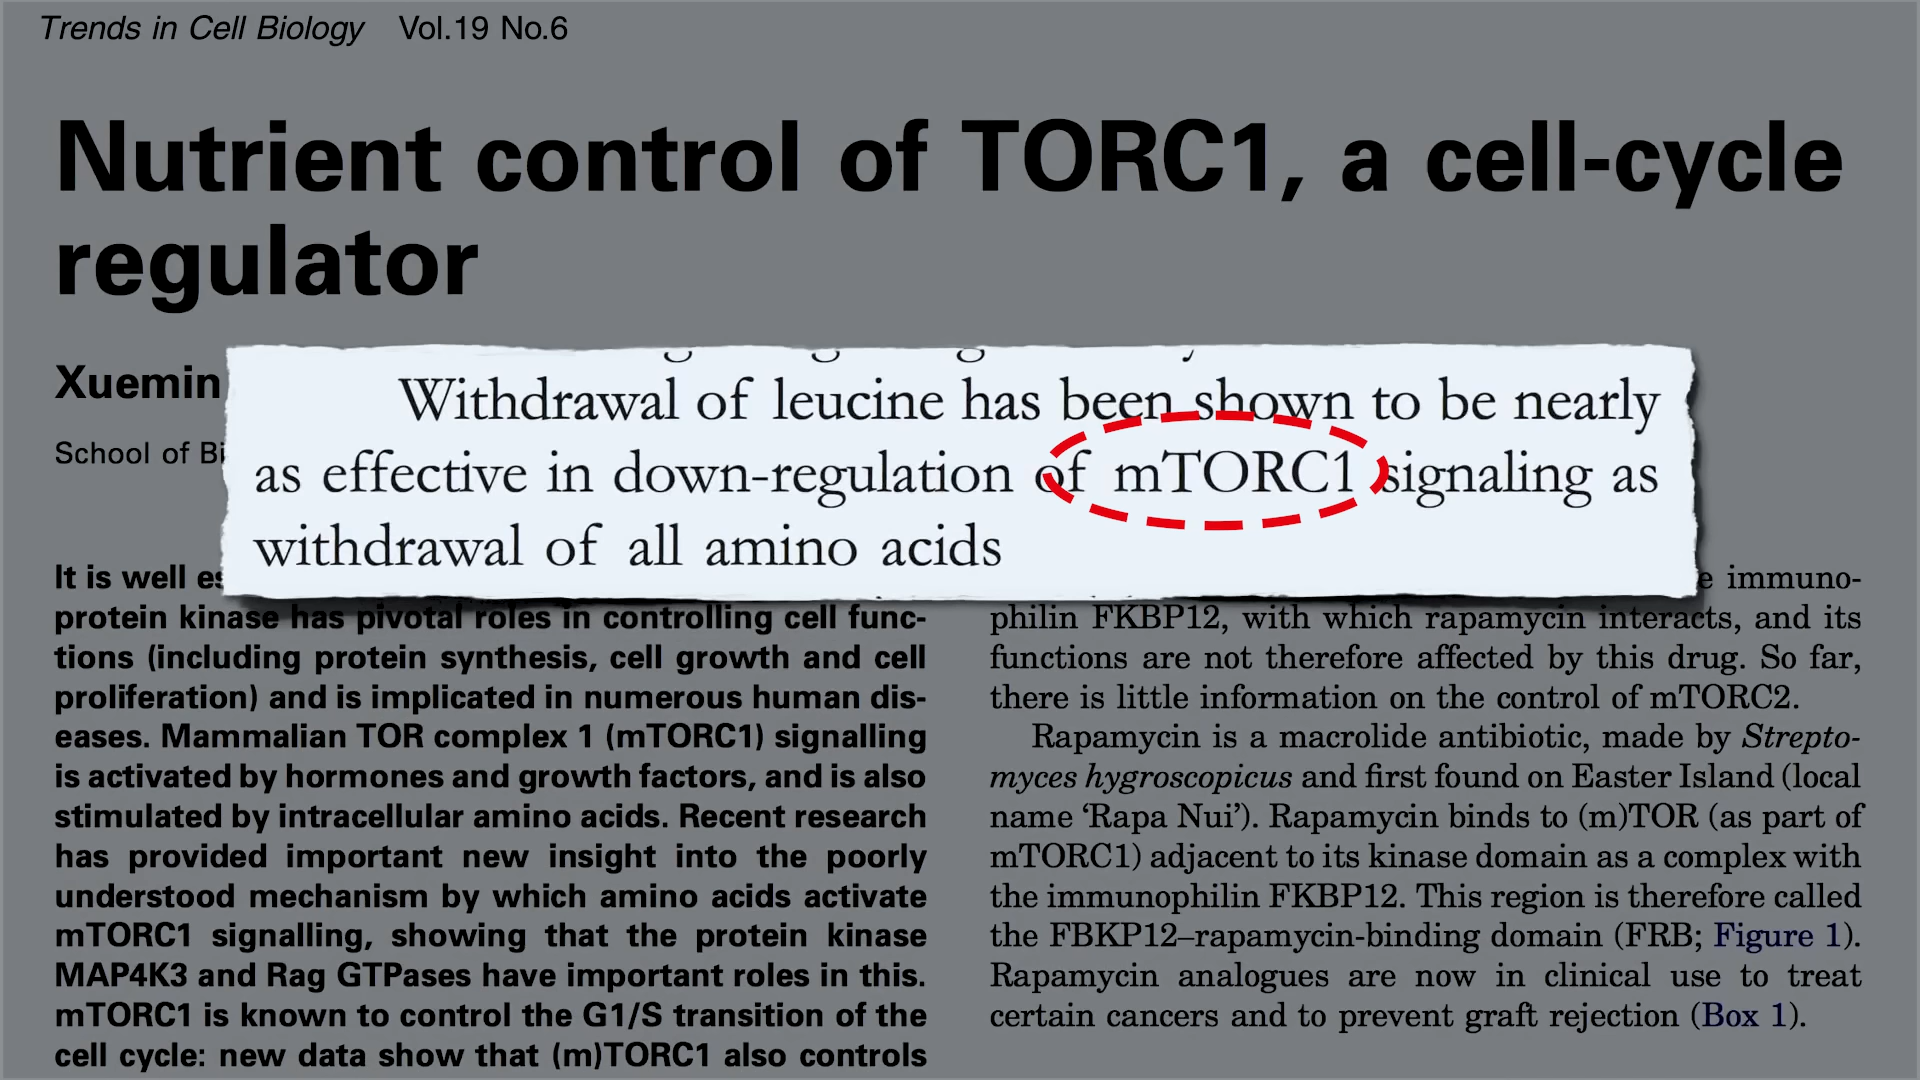 Trends in Cell Biology Vol.19 No.6
Nutrient control of TORC1, a cell-cycle
regulator
Xuemin
School of Bi
Withdrawal of leucine has been shown to be nearly
as effective in down-regulation of mTORC1 signaling as
withdrawal of all amino acids
It is well es
protein kinase has pivotal roles in controlling cell func-
tions (including protein synthesis, cell growth and cell
proliferation) and is implicated in numerous human dis-
eases. Mammalian TOR complex 1 (mTORC1) signalling
is activated by hormones and growth factors, and is also
stimulated by intracellular amino acids. Recent research
has provided important new insight into the poorly
understood mechanism by which amino acids activate
mTORC1 signalling, showing that the protein kinase
MAP4K3 and Rag GTPases have important roles in this.
mTORC1 is known to control the G1/S transition of the
cell cycle: new data show that (m)TORC1 also controls
immuno-
philin FKBP12, with which rapamycin interacts, and its
functions are not therefore affected by this drug. So far,
there is little information on the control of mTORC2.
Rapamycin is a macrolide antibiotic, made by Strepto-
myces hygroscopicus and first found on Easter Island (local
name ‘Rapa Nui’). Rapamycin binds to (m)TOR (as part of
mTORC1) adjacent to its kinase domain as a complex with
the immunophilin FKBP12. This region is therefore called
the FBKP12–rapamycin-binding domain (FRB; Figure 1).
Rapamycin analogues are now in clinical use to treat
certain cancers and to prevent graft rejection (Box 1).